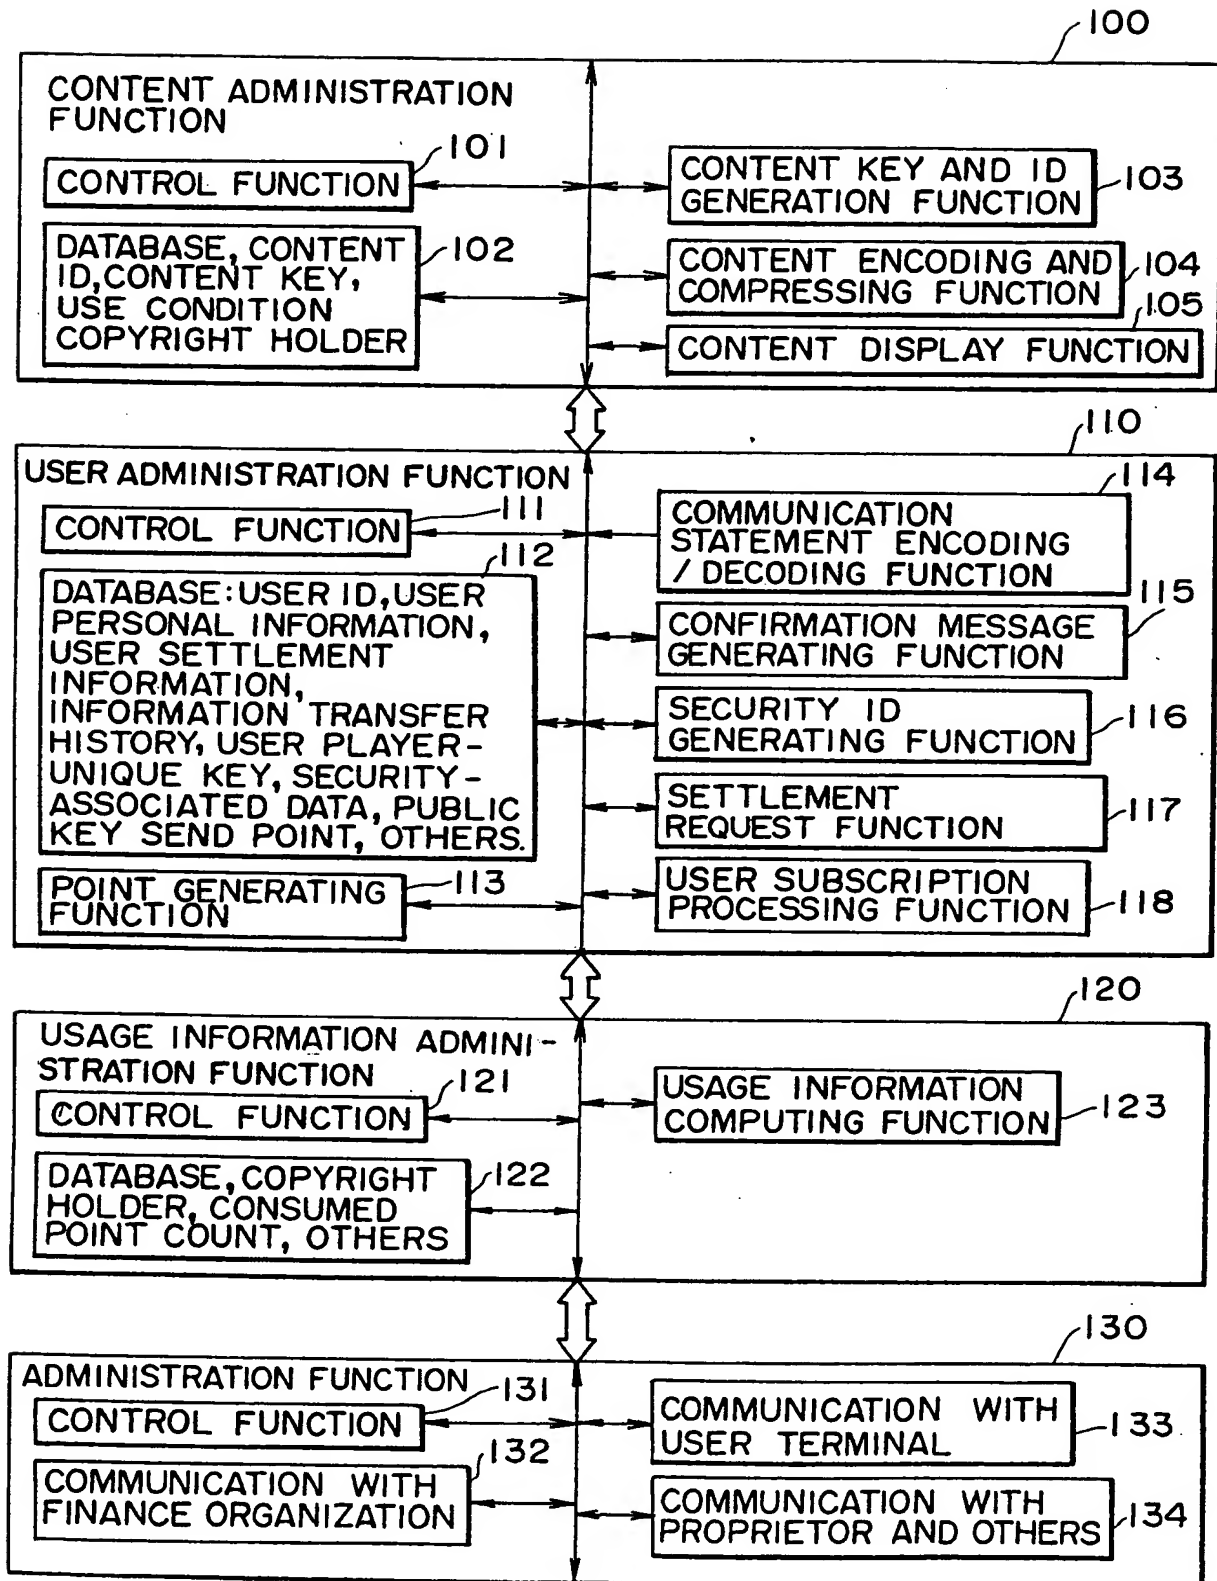 100
CONTENT ADMINISTRATION
FUNCTION
101
CONTROL FUNCTION
102
DATABASE, CONTENT
ID, CONTENT KEY,
USE CONDITION
COPYRIGHT HOLDER
CONTENT KEY AND ID
GENERATION FUNCTION
103
CONTENT ENCODING AND
COMPRESSING FUNCTION
104
105
CONTENT DISPLAY FUNCTION
110
USER ADMINISTRATION FUNCTION
111
CONTROL FUNCTION
112
DATABASE: USER ID, USER
PERSONAL INFORMATION,
USER SETTLEMENT
INFORMATION,
INFORMATION TRANSFER
HISTORY, USER PLAYER-
UNIQUE KEY, SECURITY-
ASSOCIATED DATA, PUBLIC
KEY SEND POINT, OTHERS.
POINT GENERATING
FUNCTION
113
114
COMMUNICATION
STATEMENT ENCODING
/ DECODING FUNCTION
115
CONFIRMATION MESSAGE
GENERATING FUNCTION
SECURITY ID
GENERATING FUNCTION
116
SETTLEMENT
REQUEST FUNCTION
117
USER SUBSCRIPTION
PROCESSING FUNCTION
118
120
USAGE INFORMATION ADMINI-
STRATION FUNCTION
121
CONTROL FUNCTION
122
DATABASE, COPYRIGHT
HOLDER, CONSUMED
POINT COUNT, OTHERS
USAGE INFORMATION
COMPUTING FUNCTION
123
130
ADMINISTRATION FUNCTION
131
CONTROL FUNCTION
132
COMMUNICATION WITH
FINANCE ORGANIZATION
COMMUNICATION WITH
USER TERMINAL
133
COMMUNICATION WITH
PROPRIETOR AND OTHERS
134